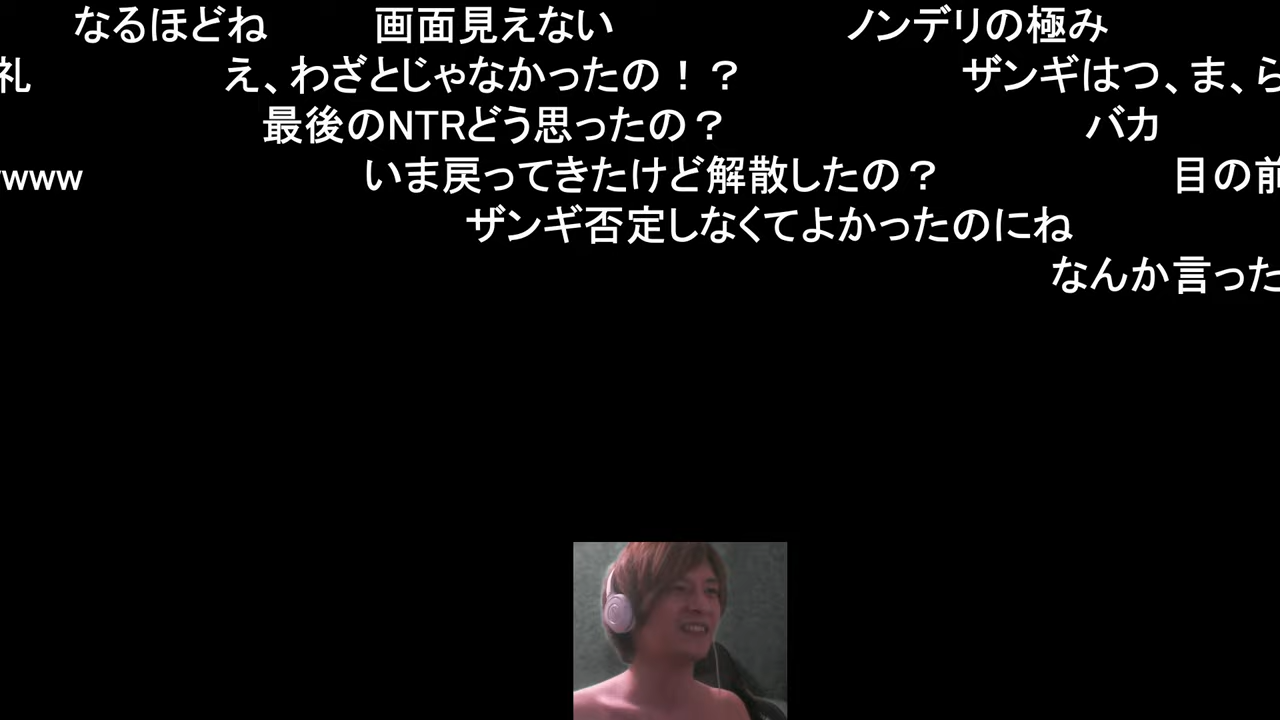 なるほどね 画面見えない ノンデリの極み
礼 え、わざとじゃなかったの！？ ザンギはつ、ま、ら
最後のNTRどう思ったの？ バカ
www いま戻ってきたけど解散したの？ 目の前
ザンギ否定しなくてよかったのにね
なんか言った